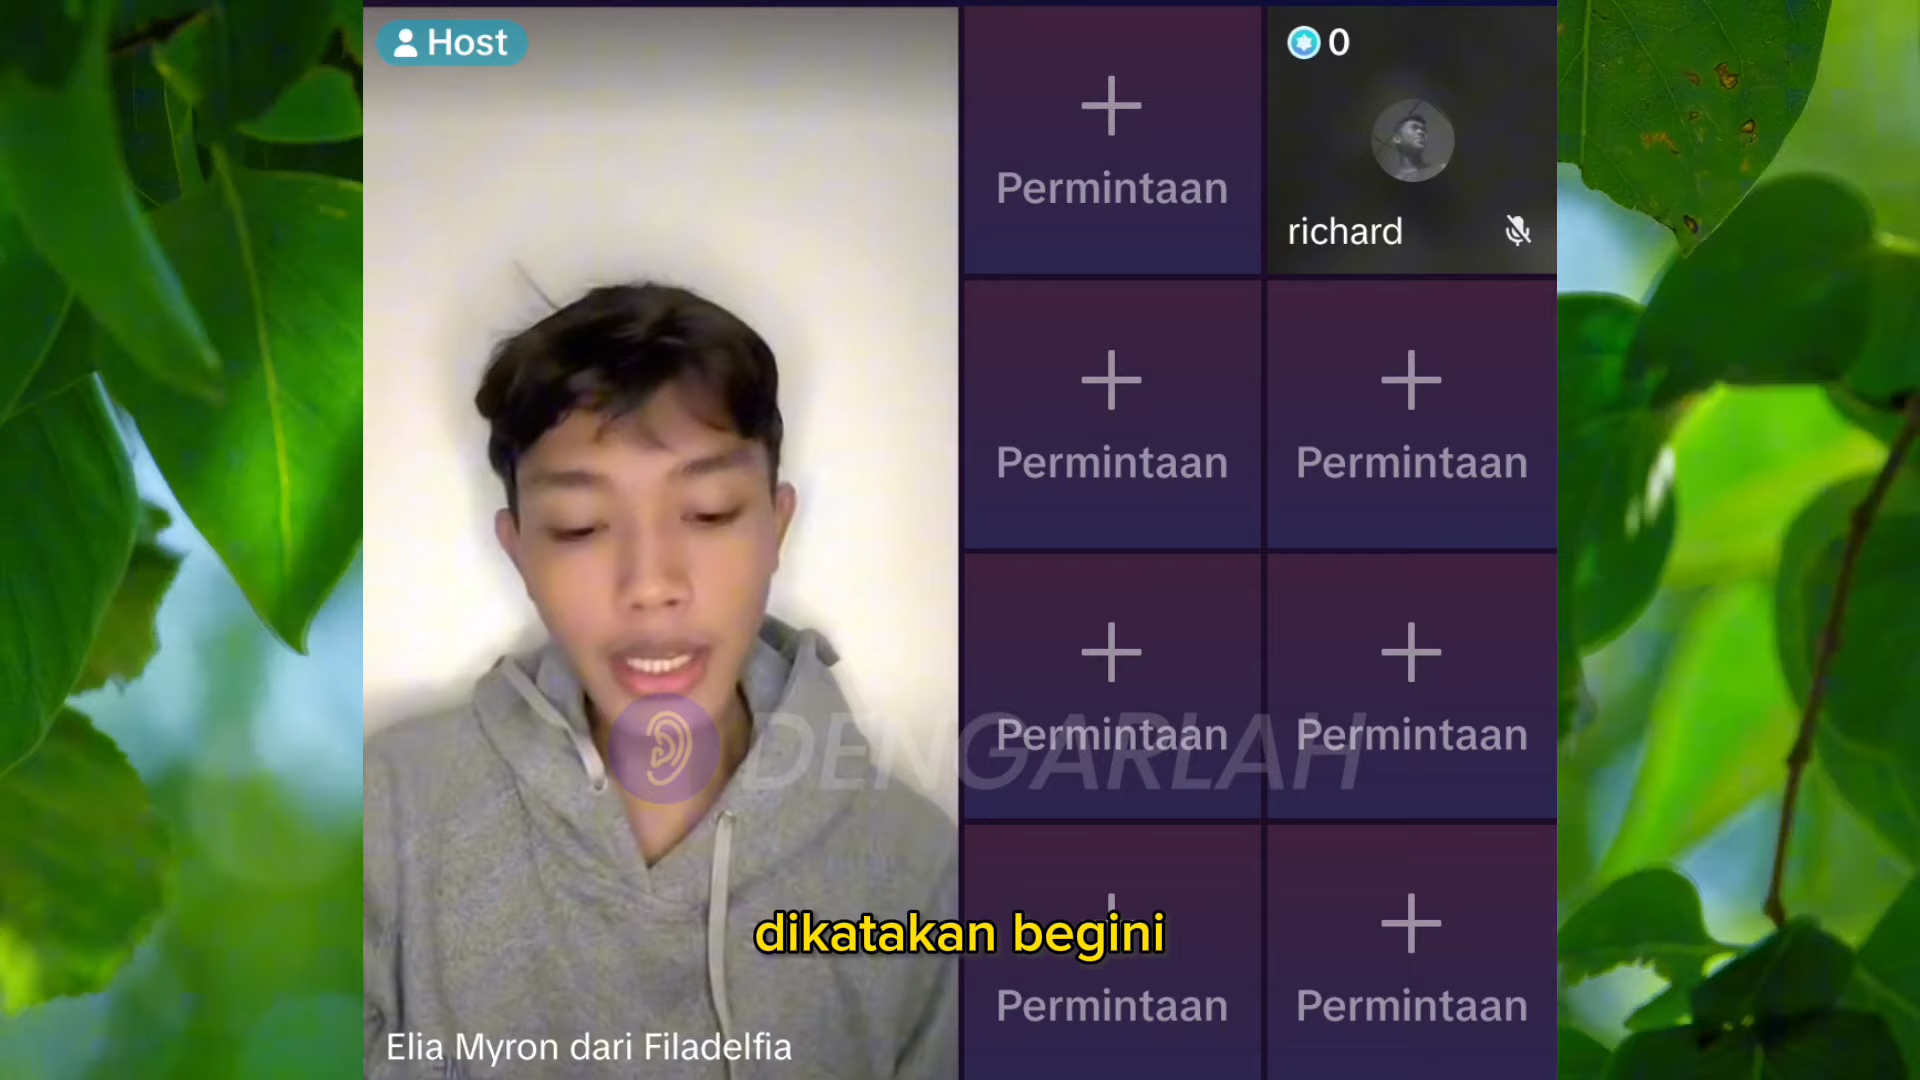 Host
Permintaan
0
richard
Permintaan
Permintaan
Permintaan
Permintaan
DENGARLAH
dikatakan begini
Permintaan
Permintaan
Elia Myron dari Filadelfia